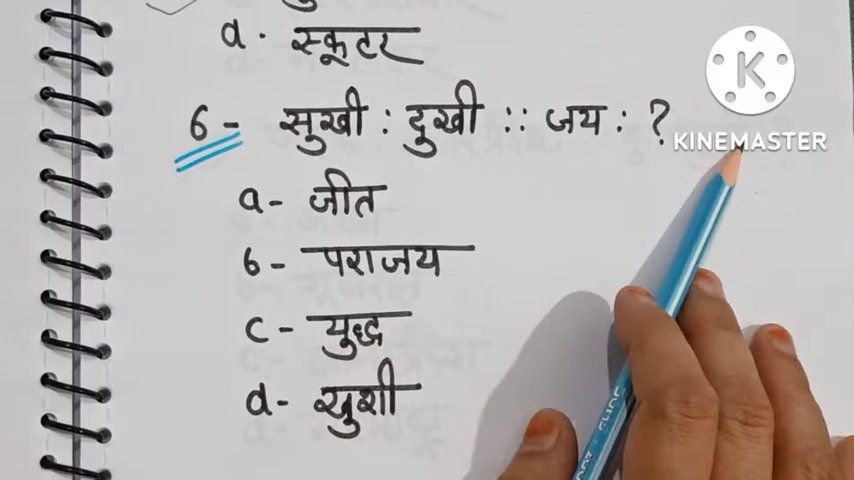 d. स्कूटर
6- सुखी : दुखी :: जय : ?
K
KINEMASTER
a- जीत
b- पराजय
c- युद्ध
d- खुशी